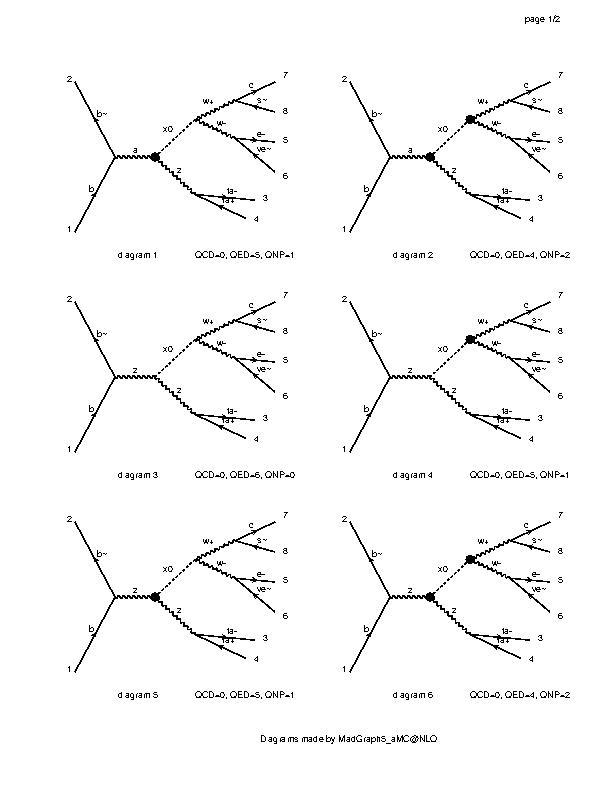 page 1/2
2 b~ b 1 a x0 z w+ w- c 7 s~ 8 e- 5 ve~ 6 ta- 3 ta+ 4
diagram 1 QCD=0, QED=5, QNP=1
2 b~ b 1 a x0 z w+ w- c 7 s~ 8 e- 5 ve~ 6 ta- 3 ta+ 4
diagram 2 QCD=0, QED=4, QNP=2
2 b~ b 1 z x0 z w+ w- c 7 s~ 8 e- 5 ve~ 6 ta- 3 ta+ 4
diagram 3 QCD=0, QED=6, QNP=0
2 b~ b 1 z x0 z w+ w- c 7 s~ 8 e- 5 ve~ 6 ta- 3 ta+ 4
diagram 4 QCD=0, QED=5, QNP=1
2 b~ b 1 z x0 z w+ w- c 7 s~ 8 e- 5 ve~ 6 ta- 3 ta+ 4
diagram 5 QCD=0, QED=5, QNP=1
2 b~ b 1 z x0 z w+ w- c 7 s~ 8 e- 5 ve~ 6 ta- 3 ta+ 4
diagram 6 QCD=0, QED=4, QNP=2
Diagrams made by MadGraph5_aMC@NLO